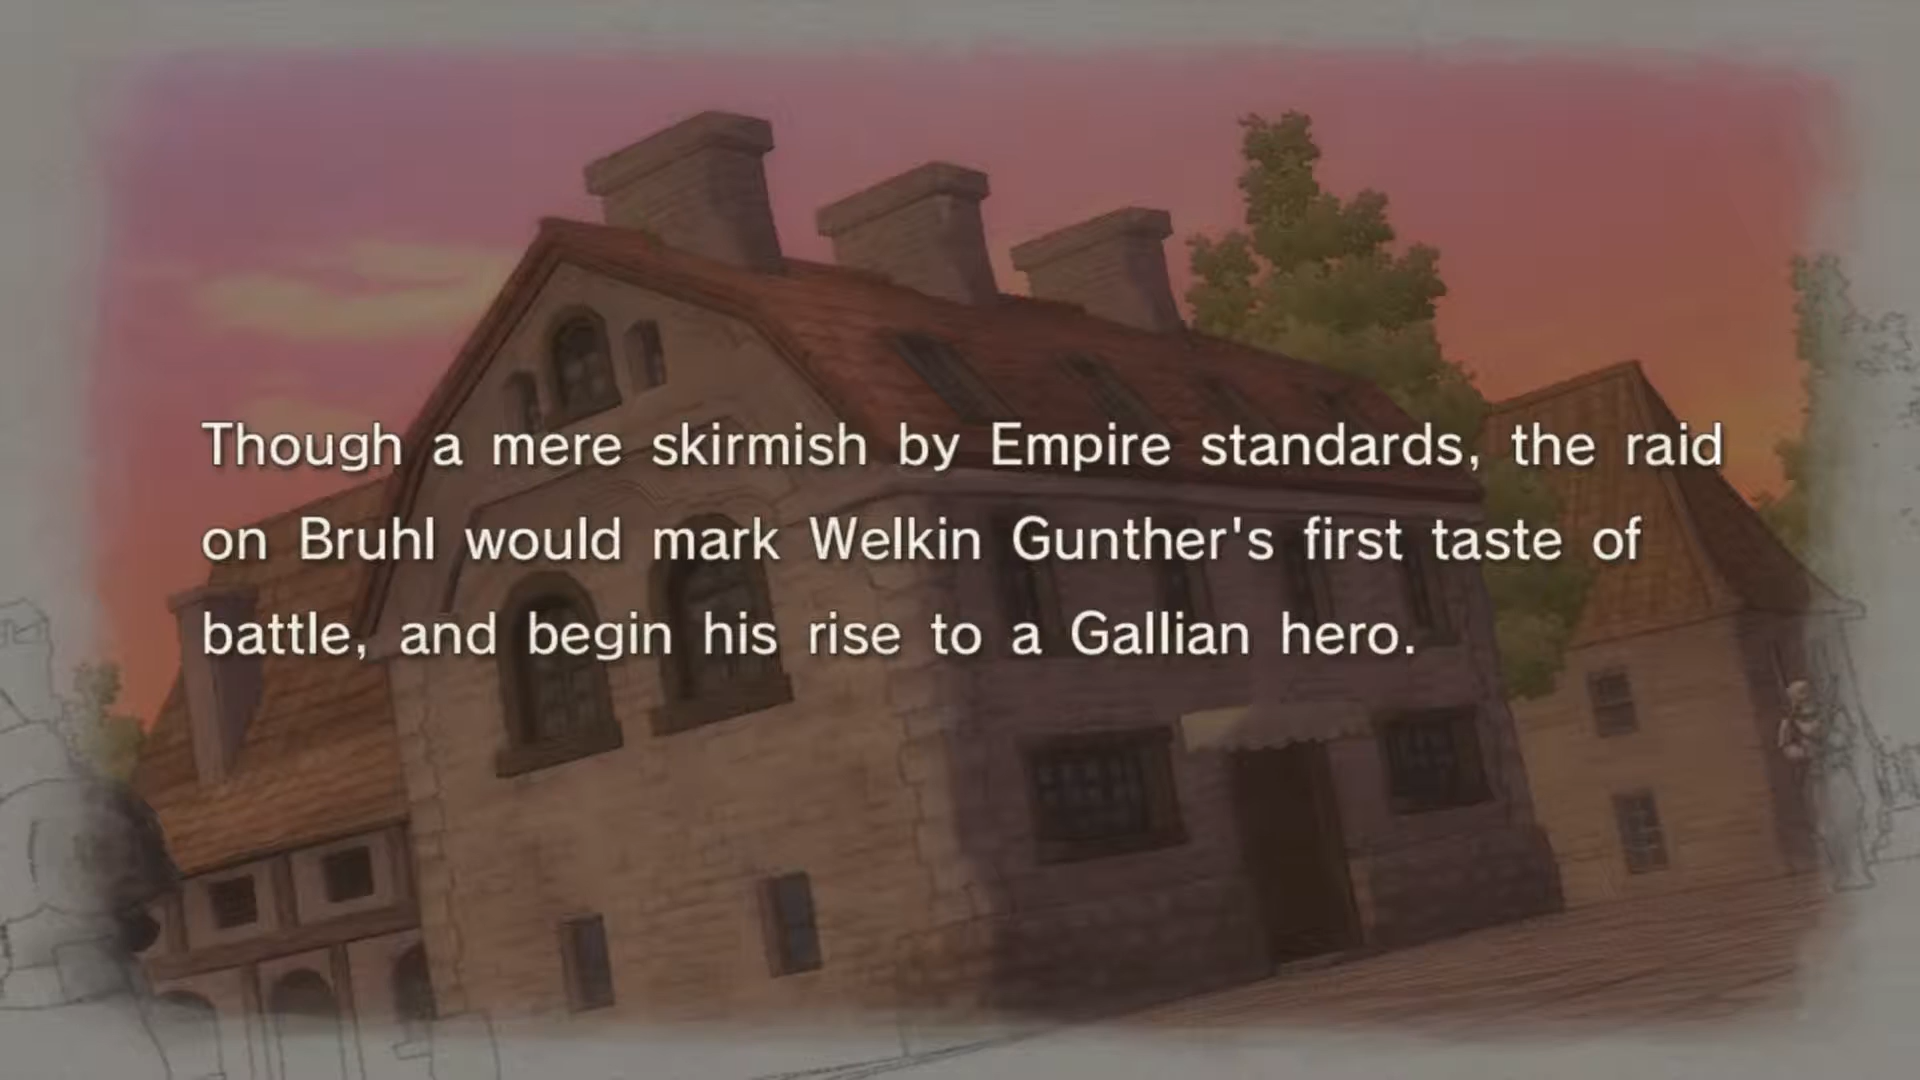 Though a mere skirmish by Empire standards, the raid
on Bruhl would mark Welkin Gunther's first taste of
battle, and begin his rise to a Gallian hero.